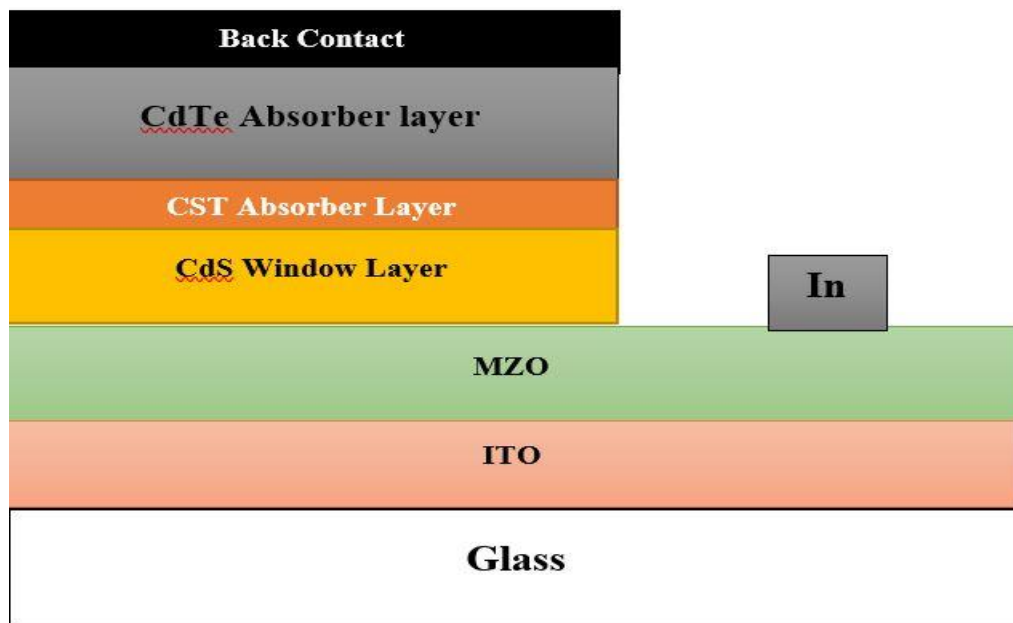 Back Contact
CdTe Absorber layer
CST Absorber Layer
CdS Window Layer
In
MZO
ITO
Glass